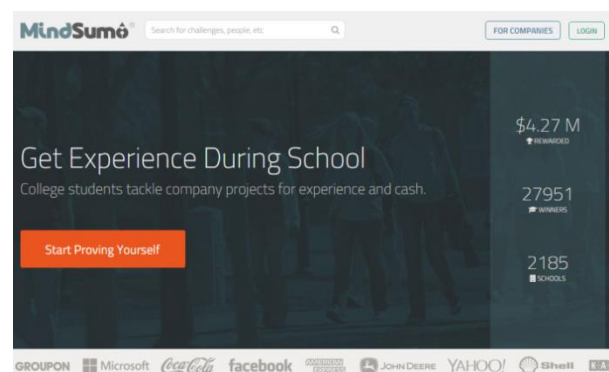 MindSumo®
Search for challenges, people, etc
FOR COMPANIES
LOGIN
$4.27 M
REWARDED
Get Experience During School
College students tackle company projects for experience and cash.
27951
WINNERS
Start Proving Yourself
2185
SCHOOLS
GROUPON Microsoft Coca-Cola facebook AMERICAN EXPRESS JOHN DEERE YAHOO! Shell